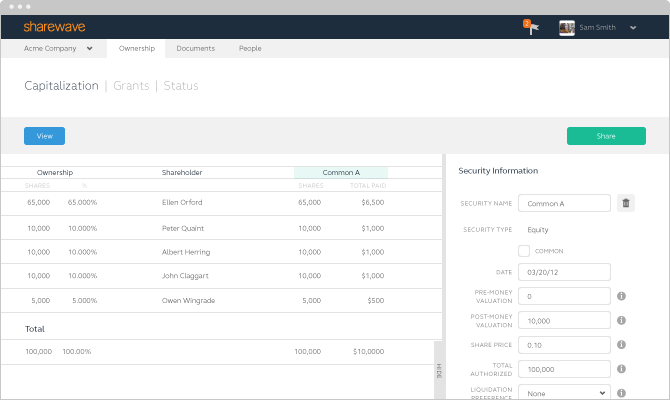 sharewave
2
Sam Smith
Acme Company
Ownership
Documents
People
Capitalization | Grants | Status
View
Share
Ownership Shareholder Common A
SHARES % SHARES TOTAL PAID
65,000 65.000% Ellen Orford 65,000 $6,500
10,000 10.000% Peter Quaint 10,000 $1,000
10,000 10.000% Albert Herring 10,000 $1,000
10,000 10.000% John Claggart 10,000 $1,000
5,000 5.000% Owen Wingrade 5,000 $500
Total
100,000 100.00% 100,000 $10,0000
HIDE
Security Information
SECURITY NAME Common A
SECURITY TYPE Equity
COMMON
DATE 03/20/12
PRE-MONEY
VALUATION 0
POST-MONEY
VALUATION 10,000
SHARE PRICE 0.10
TOTAL
AUTHORIZED 100,000
LIQUIDATION
PREFERENCE None